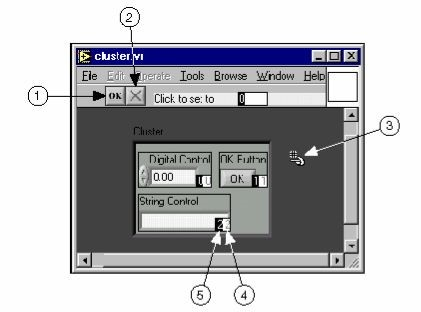 2
cluster.vi
File Edit Operate Tools Browse Window Help
1
OK
Click to set to 0
3
Cluster
Digital Control
OK Button
0.00
OK
String Control
2
5
4